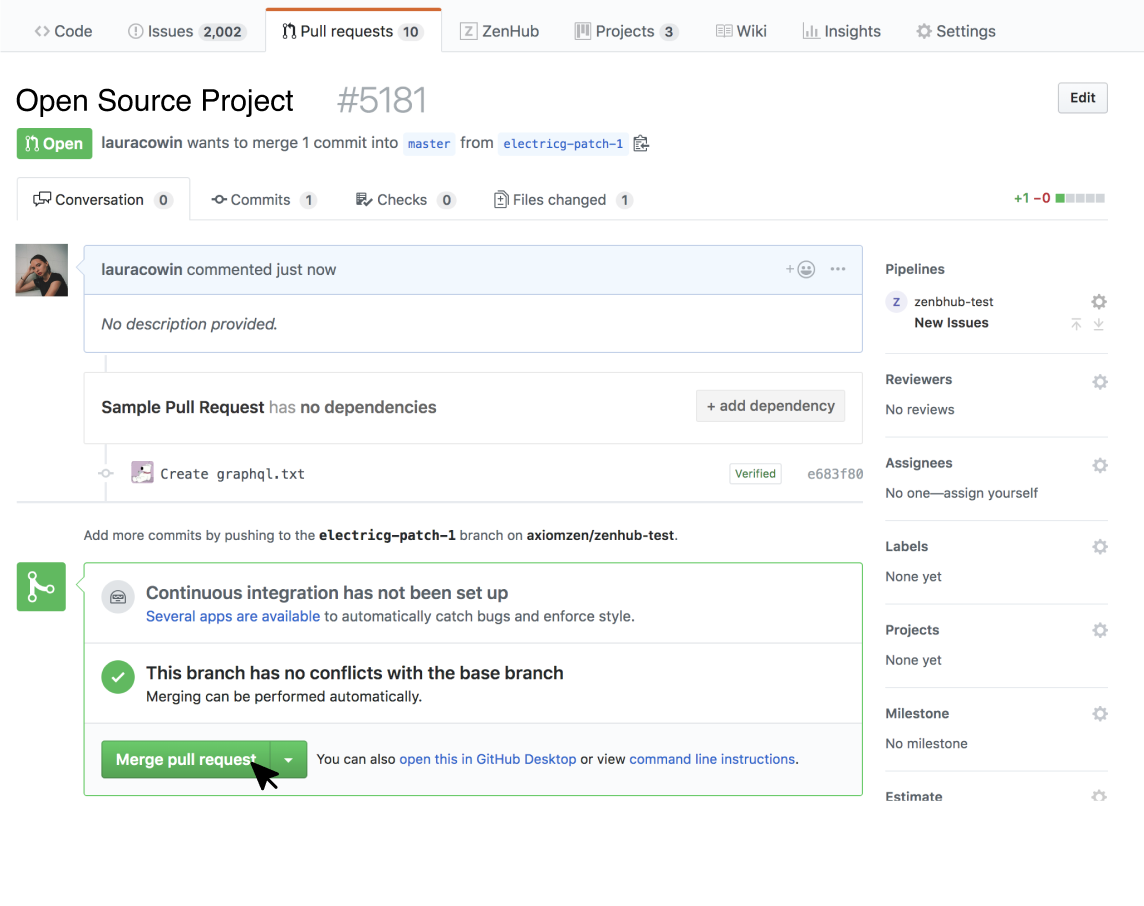 Code Issues 2,002 Pull requests 10 Z ZenHub Projects 3 Wiki Insights Settings
Open Source Project #5181 Edit
Open lauracowin wants to merge 1 commit into master from electricg-patch-1
Conversation 0 Commits 1 Checks 0 Files changed 1 +1 −0
lauracowin commented just now + ···
No description provided.
Sample Pull Request has no dependencies + add dependency
Create graphql.txt Verified e683f80
Add more commits by pushing to the electricg-patch-1 branch on axiomzen/zenhub-test.
Continuous integration has not been set up
Several apps are available to automatically catch bugs and enforce style.
This branch has no conflicts with the base branch
Merging can be performed automatically.
Merge pull request You can also open this in GitHub Desktop or view command line instructions.
Pipelines
Z zenbhub-test
New Issues
Reviewers
No reviews
Assignees
No one—assign yourself
Labels
None yet
Projects
None yet
Milestone
No milestone
Estimate